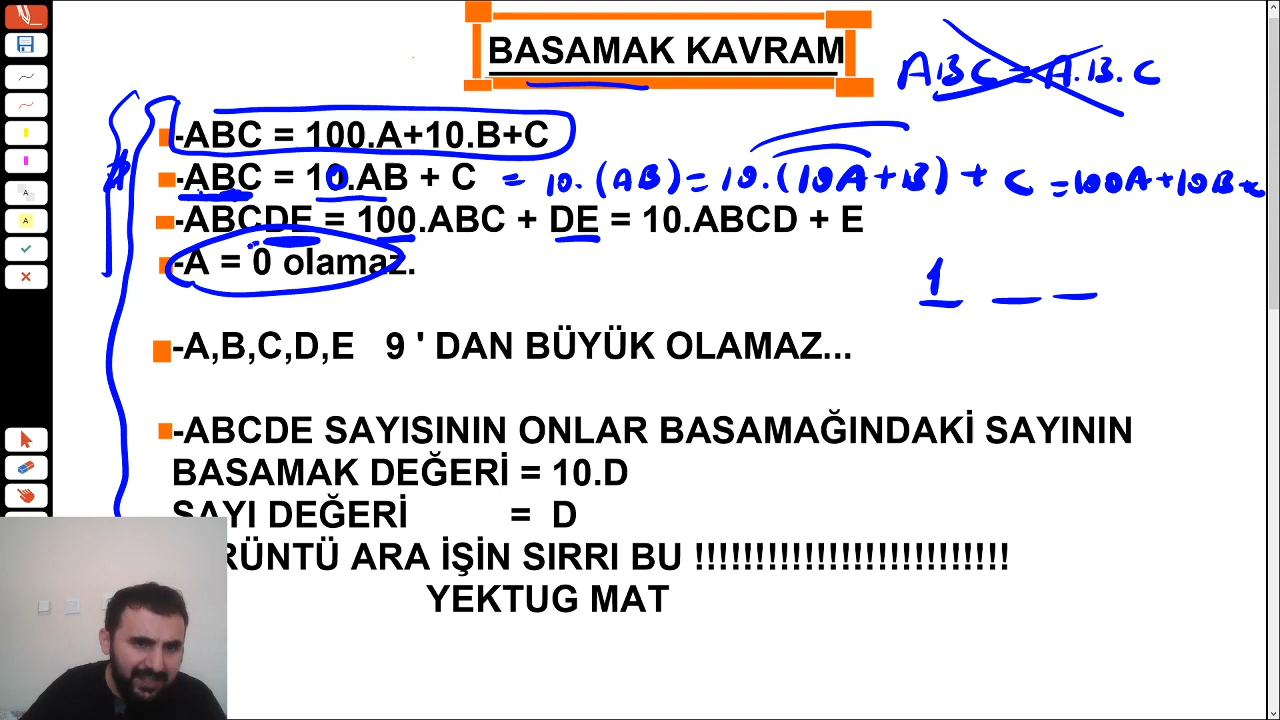 BASAMAK KAVRAM
ABC = A.B.C
-ABC = 100.A+10.B+C
-ABC = 10.AB + C = 10.(AB) = 10.(10A+B) + C = 100A+10B+C
-ABCDE = 100.ABC + DE = 10.ABCD + E
-A = 0 olamaz.
1
-A,B,C,D,E 9 ' DAN BÜYÜK OLAMAZ...
-ABCDE SAYISININ ONLAR BASAMAĞINDAKİ SAYININ
BASAMAK DEĞERİ = 10.D
SAYI DEĞERİ = D
RÜNTÜ ARA İŞİN SIRRI BU !!!!!!!!!!!!!!!!!!!!!!!!!!
YEKTUG MAT